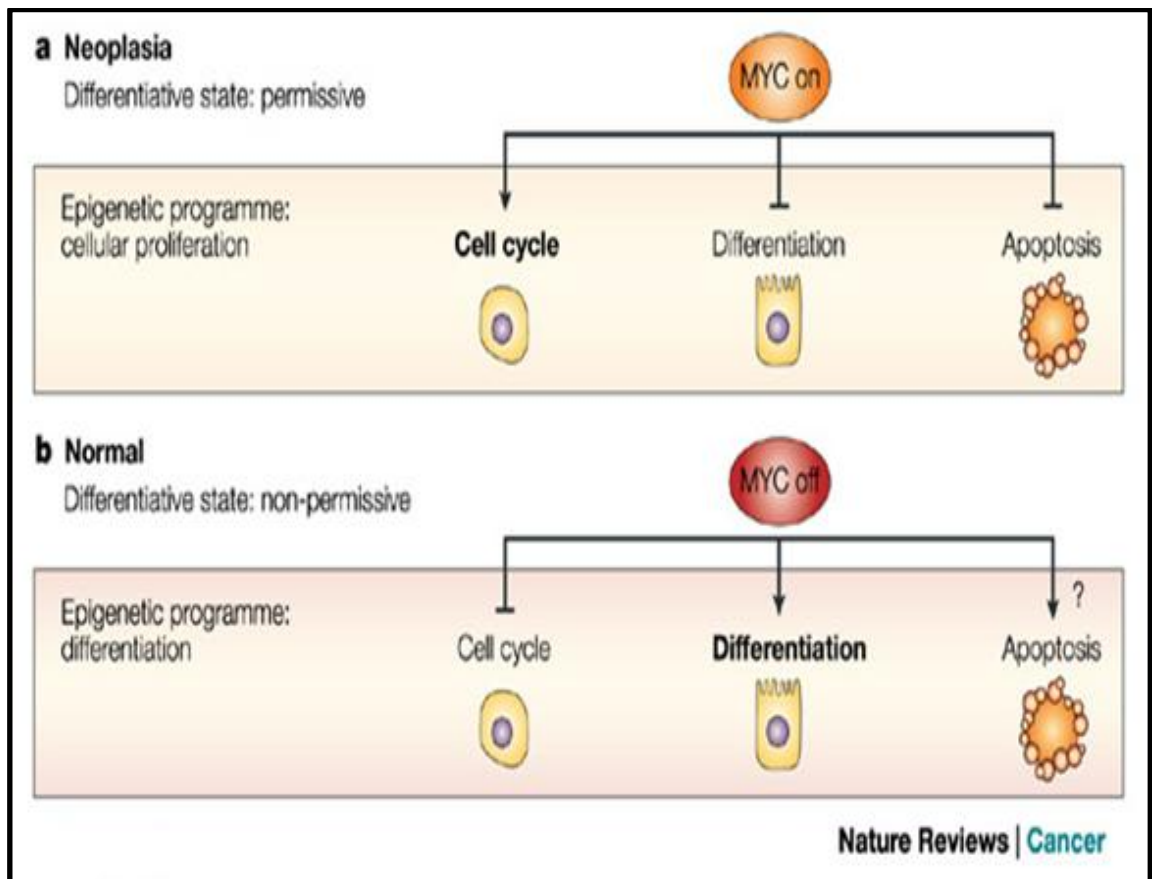 a Neoplasia
Differentiative state: permissive
MYC on
Epigenetic programme:
cellular proliferation
Cell cycle
Differentiation
Apoptosis
b Normal
Differentiative state: non-permissive
MYC off
Epigenetic programme:
differentiation
Cell cycle
Differentiation
?
Apoptosis
Nature Reviews | Cancer